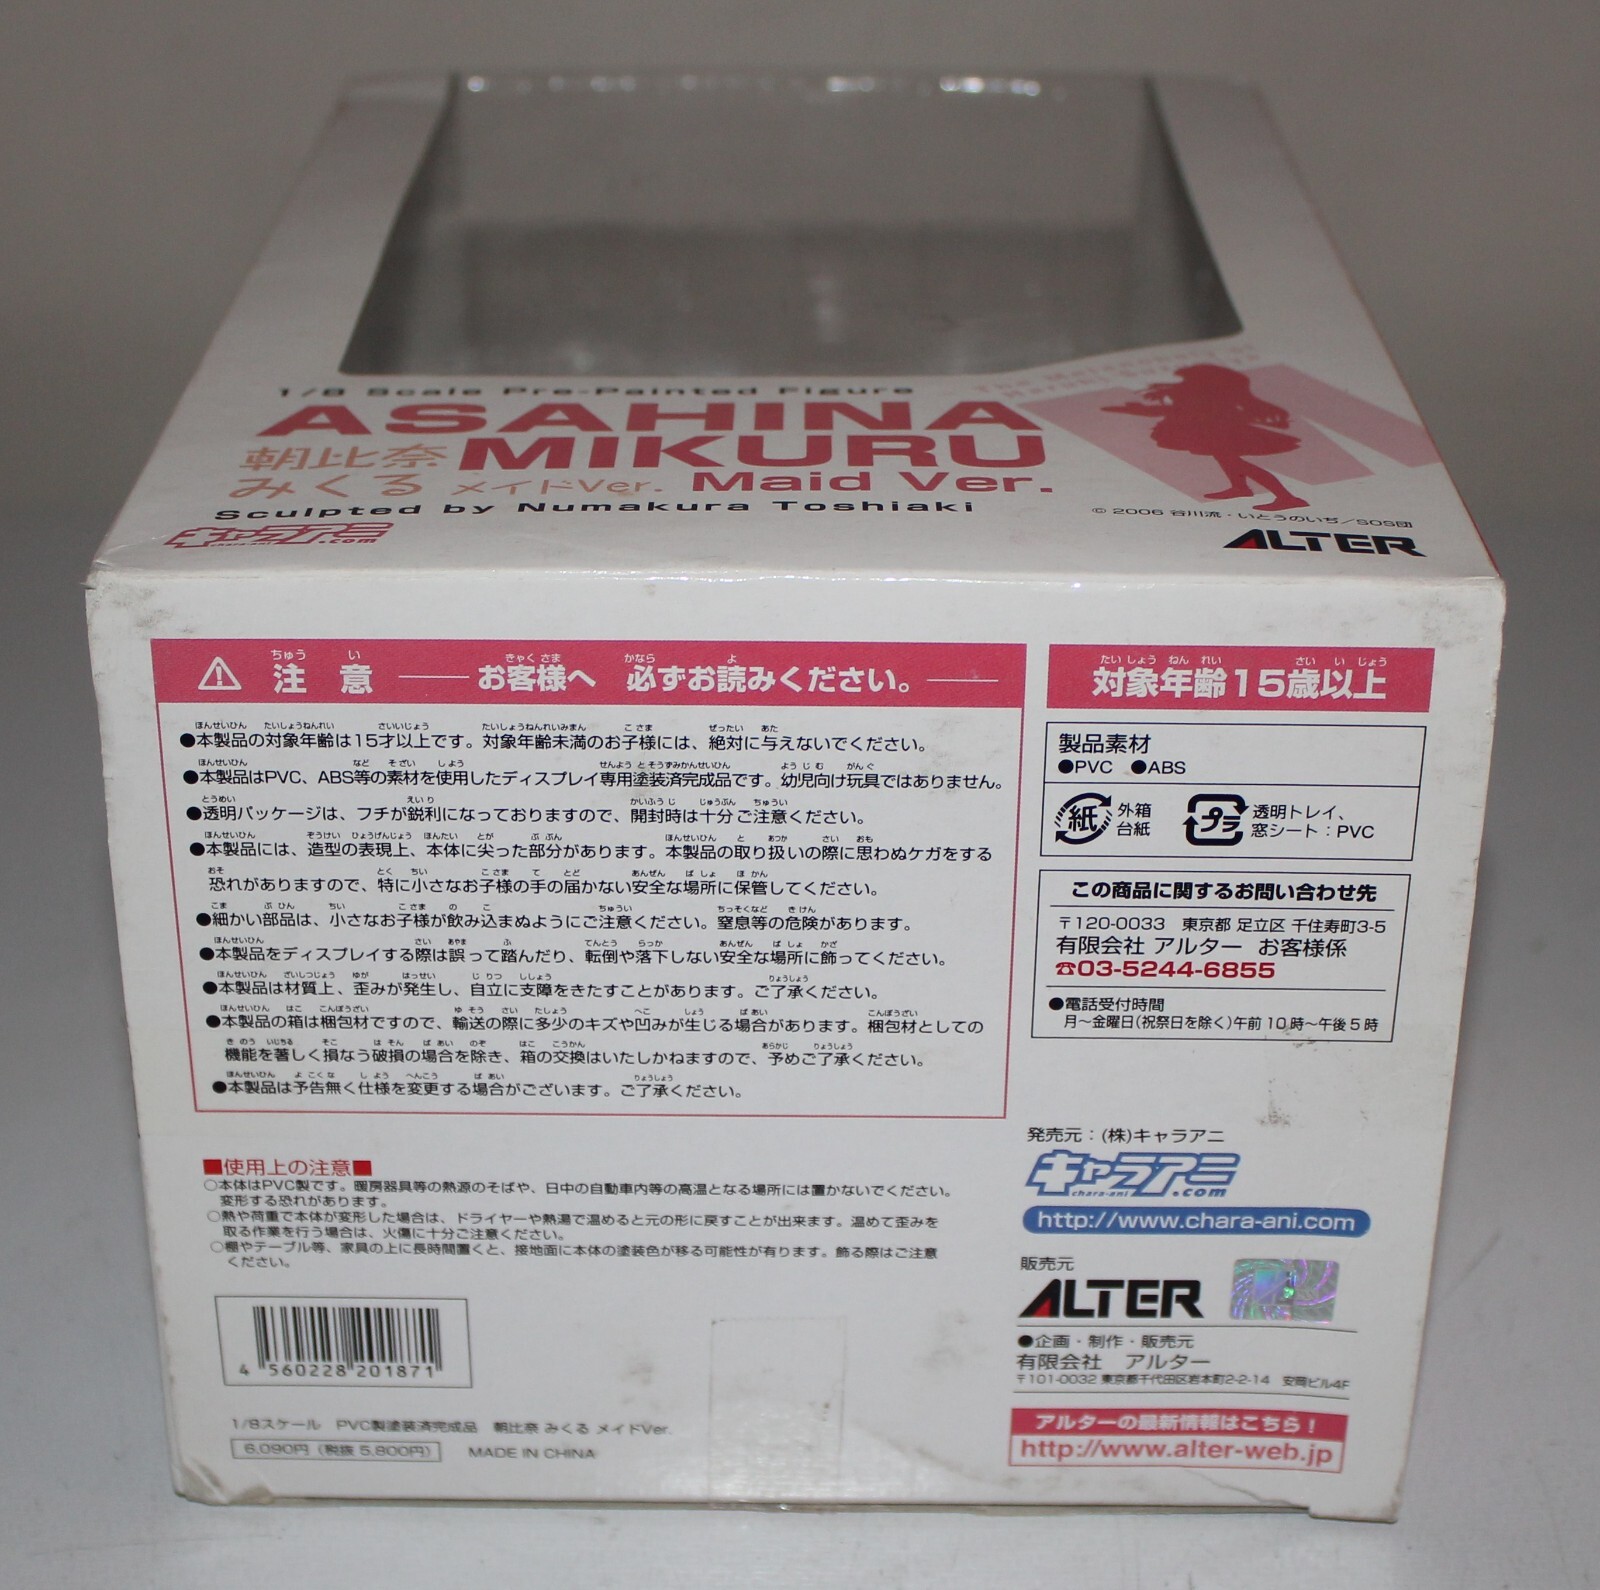 1/8 Scale Pre-Painted Figure
ASAHINA
朝比奈 MIKURU
みくる メイドVer. Maid Ver.
Sculpted by Numakura Toshiaki
キャラアニ
chara-ani.com
© 2006 谷川流・いとうのいぢ/SOS団
ALTER
注意 お客様へ 必ずお読みください。
●本製品の対象年齢は15才以上です。対象年齢未満のお子様には、絶対に与えないでください。
●本製品はPVC、ABS等の素材を使用したディスプレイ専用塗装済完成品です。幼児向け玩具ではありません。
●透明パッケージは、フチが鋭利になっておりますので、開封時は十分ご注意ください。
●本製品には、造型の表現上、本体に尖った部分があります。本製品の取り扱いの際に思わぬケガをする
恐れがありますので、特に小さなお子様の手の届かない安全な場所に保管してください。
●細かい部品は、小さなお子様が飲み込まぬようにご注意ください。窒息等の危険があります。
●本製品をディスプレイする際は誤って踏んだり、転倒や落下しない安全な場所に飾ってください。
●本製品は材質上、歪みが発生し、自立に支障をきたすことがあります。ご了承ください。
●本製品の箱は梱包材ですので、輸送の際に多少のキズや凹みが生じる場合があります。梱包材としての
機能を著しく損なう破損の場合を除き、箱の交換はいたしかねますので、予めご了承ください。
●本製品は予告無く仕様を変更する場合がございます。ご了承ください。
■使用上の注意■
○本体はPVC製です。暖房器具等の熱源のそばや、日中の自動車内等の高温となる場所には置かないでください。
変形する恐れがあります。
○熱や荷重で本体が変形した場合は、ドライヤーや熱湯で温めると元の形に戻すことが出来ます。温めて歪みを
取る作業を行う場合は、火傷に十分ご注意ください。
○棚やテーブル等、家具の上に長時間置くと、接地面に本体の塗装色が移る可能性が有ります。飾る際はご注意
ください。
4 560228 201871
1/8スケール PVC製塗装済完成品 朝比奈 みくる メイドVer.
6,090円 (税抜 5,800円) MADE IN CHINA
対象年齢15歳以上
製品素材
●PVC ●ABS
紙 外箱
台紙
プラ 透明トレイ、
窓シート:PVC
この商品に関するお問い合わせ先
〒120-0033 東京都 足立区 千住寿町3-5
有限会社 アルター お客様係
☎03-5244-6855
●電話受付時間
月~金曜日(祝祭日を除く)午前10時~午後5時
発売元:(株)キャラアニ
キャラアニ
chara-ani.com
http://www.chara-ani.com
販売元
ALTER
●企画・制作・販売元
有限会社 アルター
〒101-0032 東京都千代田区岩本町2-2-14 安岡ビル4F
アルターの最新情報はこちら!
http://www.alter-web.jp